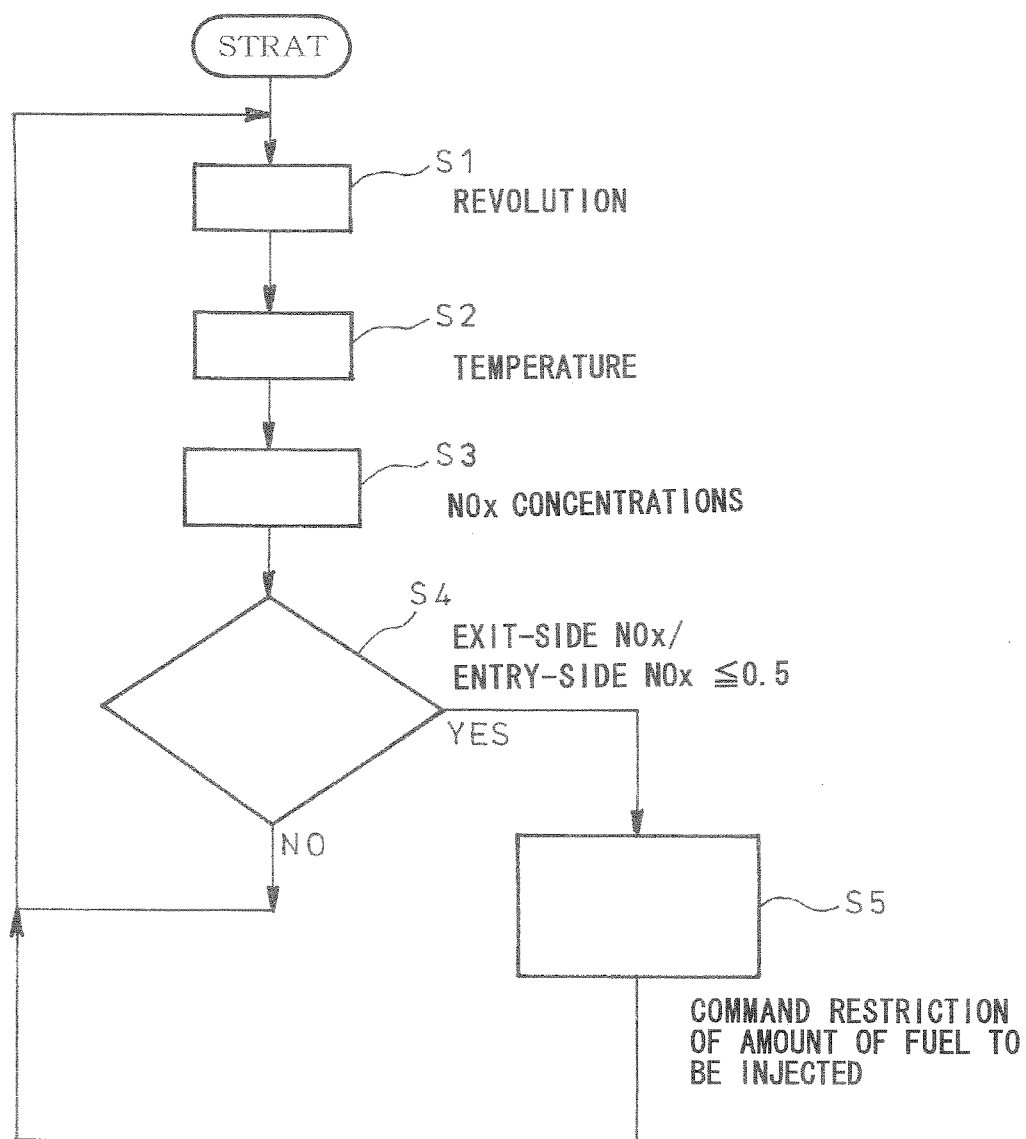 STRAT
S1
REVOLUTION
S2
TEMPERATURE
S3
NOx CONCENTRATIONS
S4
EXIT-SIDE NOx/
ENTRY-SIDE NOx ≦0.5
YES
NO
S5
COMMAND RESTRICTION
OF AMOUNT OF FUEL TO
BE INJECTED